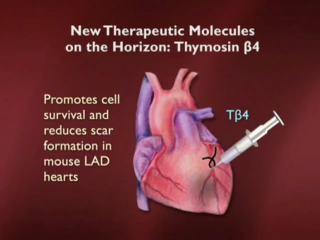 New Therapeutic Molecules
on the Horizon: Thymosin β4
Promotes cell
survival and
reduces scar
formation in
mouse LAD
hearts
Tβ4